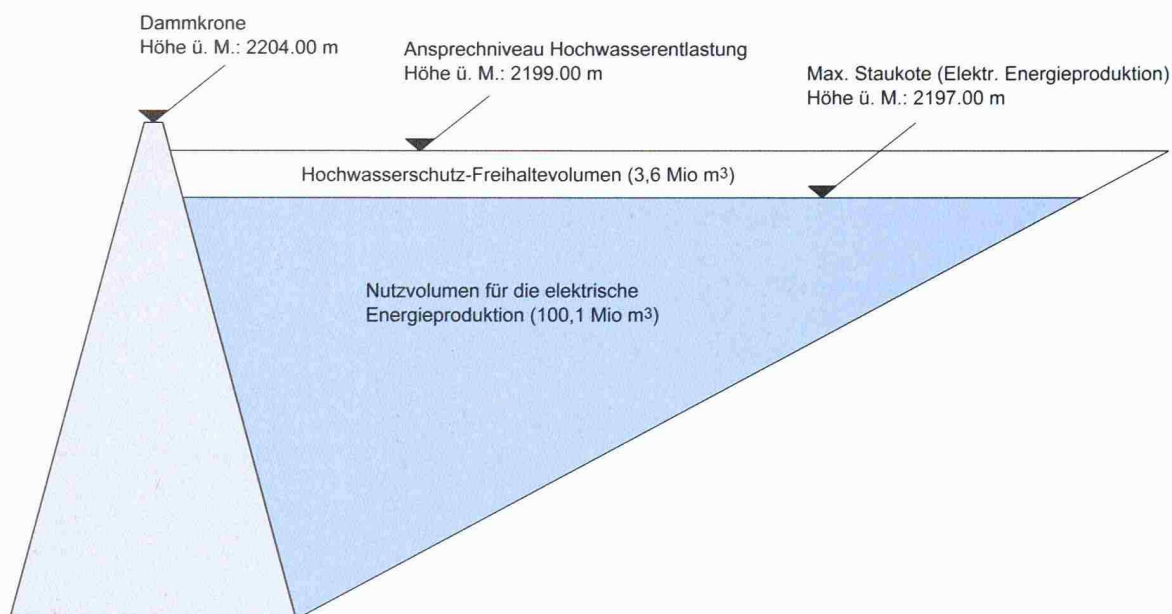 Dammkrone
Höhe ü. M.: 2204.00 m
Ansprechniveau Hochwasserentlastung
Höhe ü. M.: 2199.00 m
Max. Staukote (Elektr. Energieproduktion)
Höhe ü. M.: 2197.00 m
Hochwasserschutz-Freihaltevolumen (3,6 Mio m³)
Nutzvolumen für die elektrische
Energieproduktion (100,1 Mio m³)